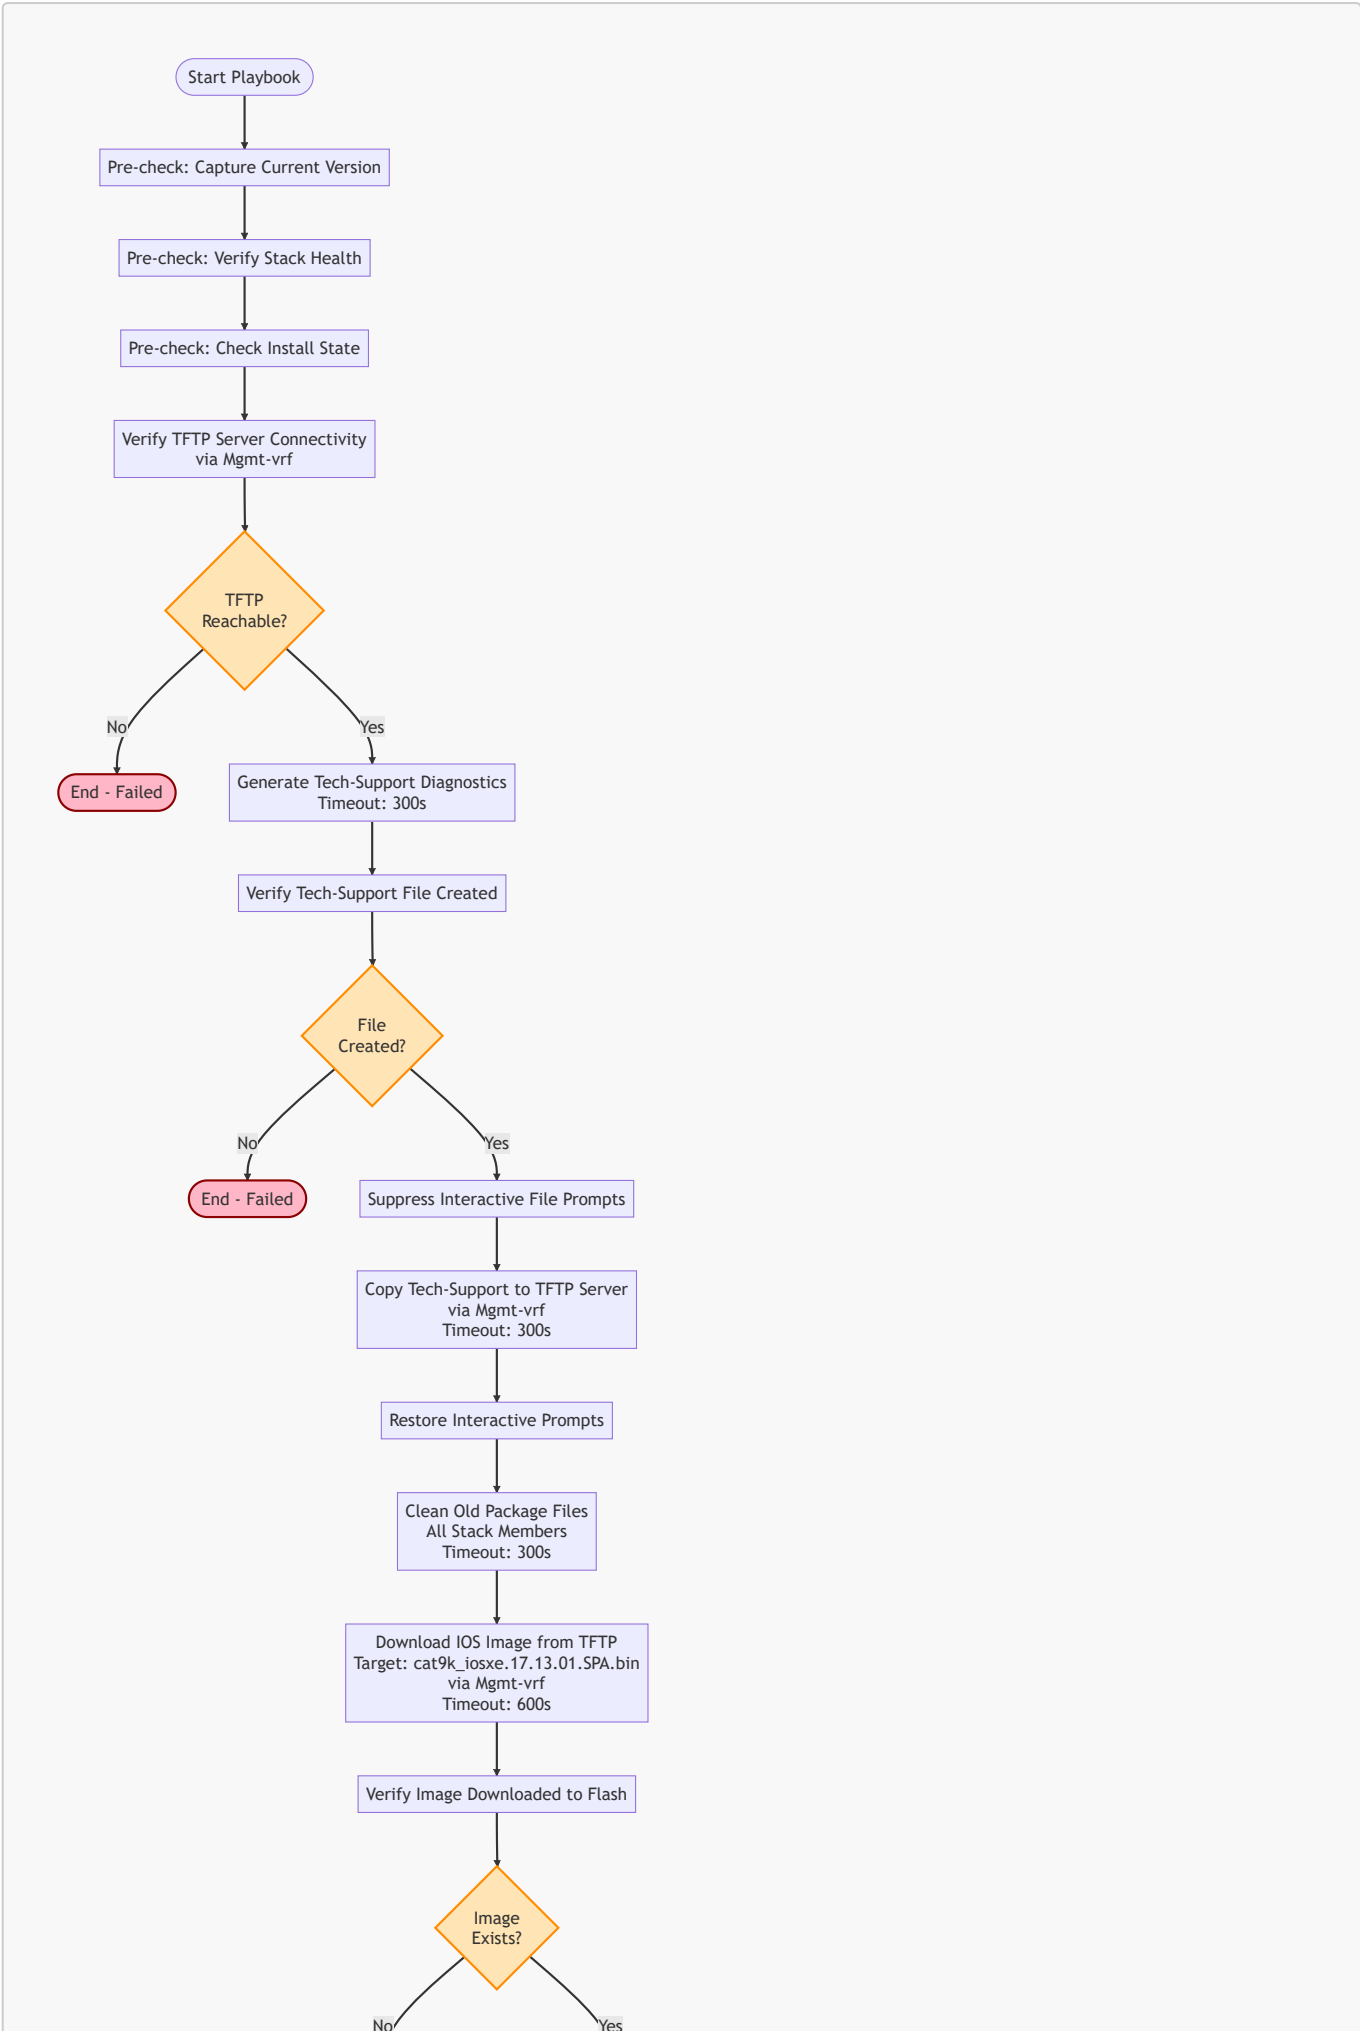 Start Playbook
Pre-check: Capture Current Version
Pre-check: Verify Stack Health
Pre-check: Check Install State
Verify TFTP Server Connectivity
via Mgmt-vrf
TFTP
Reachable?
No
Yes
End - Failed
Generate Tech-Support Diagnostics
Timeout: 300s
Verify Tech-Support File Created
File
Created?
No
Yes
End - Failed
Suppress Interactive File Prompts
Copy Tech-Support to TFTP Server
via Mgmt-vrf
Timeout: 300s
Restore Interactive Prompts
Clean Old Package Files
All Stack Members
Timeout: 300s
Download IOS Image from TFTP
Target: cat9k_iosxe.17.13.01.SPA.bin
via Mgmt-vrf
Timeout: 600s
Verify Image Downloaded to Flash
Image
Exists?
No
Yes